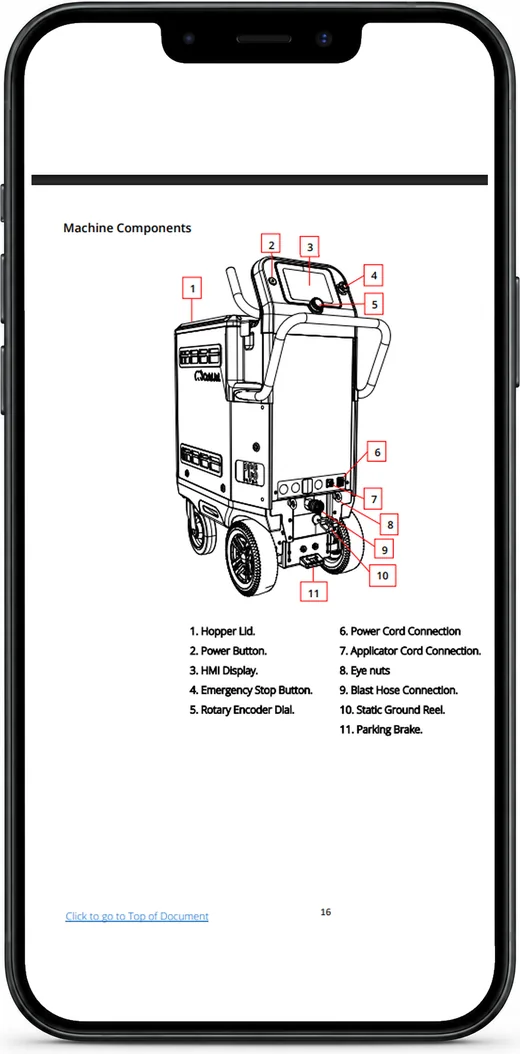 Machine Components
2
3
4
1
5
6
7
8
9
10
11
1. Hopper Lid.
2. Power Button.
3. HMI Display.
4. Emergency Stop Button.
5. Rotary Encoder Dial.
6. Power Cord Connection
7. Applicator Cord Connection.
8. Eye nuts
9. Blast Hose Connection.
10. Static Ground Reel.
11. Parking Brake.
Click to go to Top of Document
16